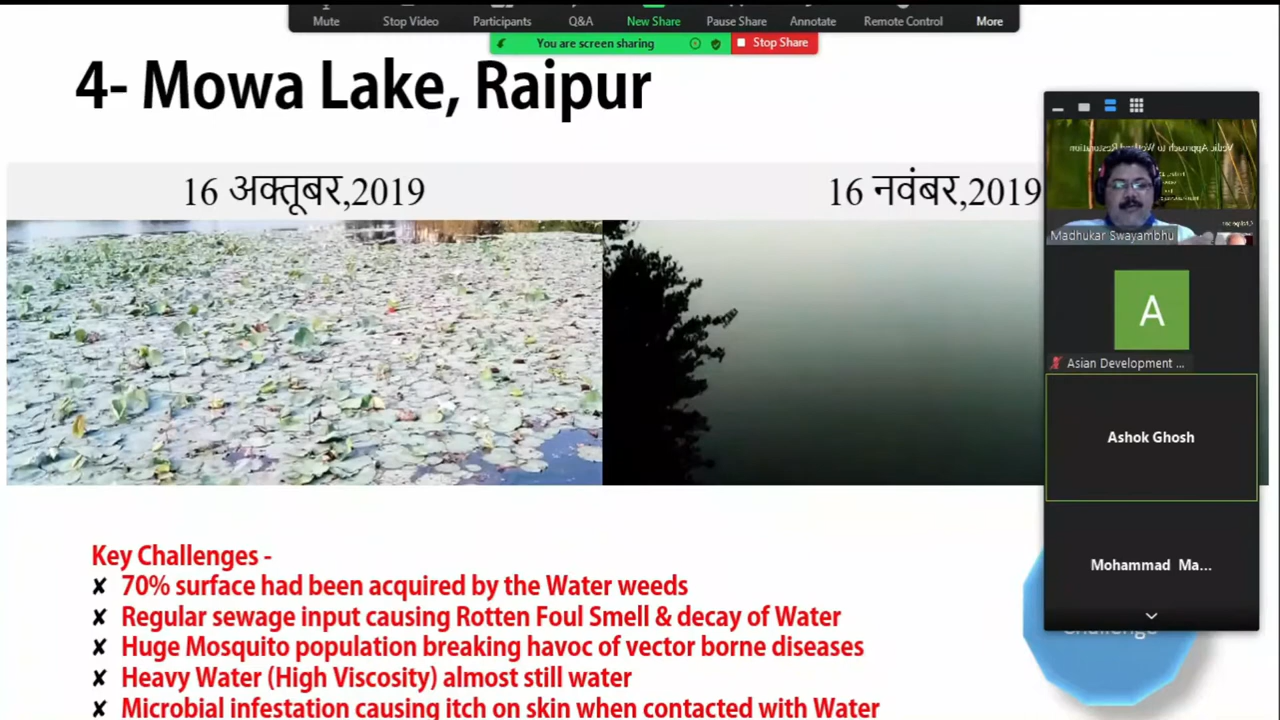 Mute Stop Video Participants Q&A New Share Pause Share Annotate Remote Control More
You are screen sharing Stop Share
4- Mowa Lake, Raipur
16 अक्तूबर,2019
16 नवंबर,2019
Madhukar Swayambhu
A
Asian Development ...
Ashok Ghosh
Mohammad Ma...
Key Challenges -
✘ 70% surface had been acquired by the Water weeds
✘ Regular sewage input causing Rotten Foul Smell & decay of Water
✘ Huge Mosquito population breaking havoc of vector borne diseases
✘ Heavy Water (High Viscosity) almost still water
✘ Microbial infestation causing itch on skin when contacted with Water
Challenge